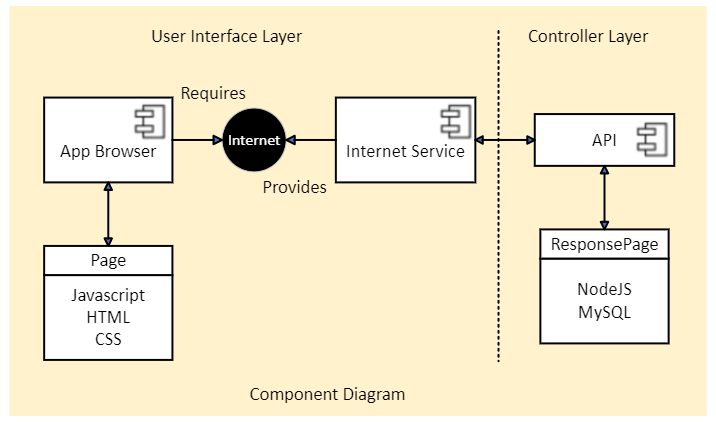 User Interface Layer
Controller Layer
Requires
App Browser
Internet
Internet Service
API
Provides
Page
Javascript
HTML
CSS
ResponsePage
NodeJS
MySQL
Component Diagram